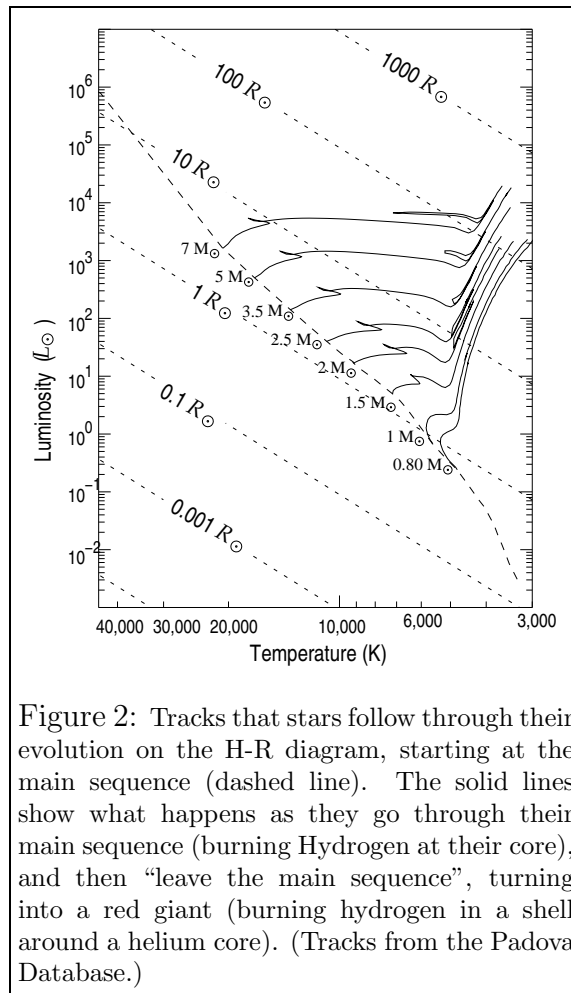 1000 R⊙
100 R⊙
10⁶
10⁵
10 R⊙
10⁴
10³
7 M⊙
5 M⊙
10²
1 R⊙
3.5 M⊙
10¹
2.5 M⊙
2 M⊙
Luminosity (L⊙)
1.5 M⊙
10⁰
0.1 R⊙
1 M⊙
0.80 M⊙
10⁻¹
0.001 R⊙
10⁻²
40,000 30,000 20,000 10,000 6,000 3,000
Temperature (K)
Figure 2: Tracks that stars follow through their
evolution on the H-R diagram, starting at the
main sequence (dashed line). The solid lines
show what happens as they go through their
main sequence (burning Hydrogen at their core),
and then “leave the main sequence”, turning
into a red giant (burning hydrogen in a shell
around a helium core). (Tracks from the Padova
Database.)